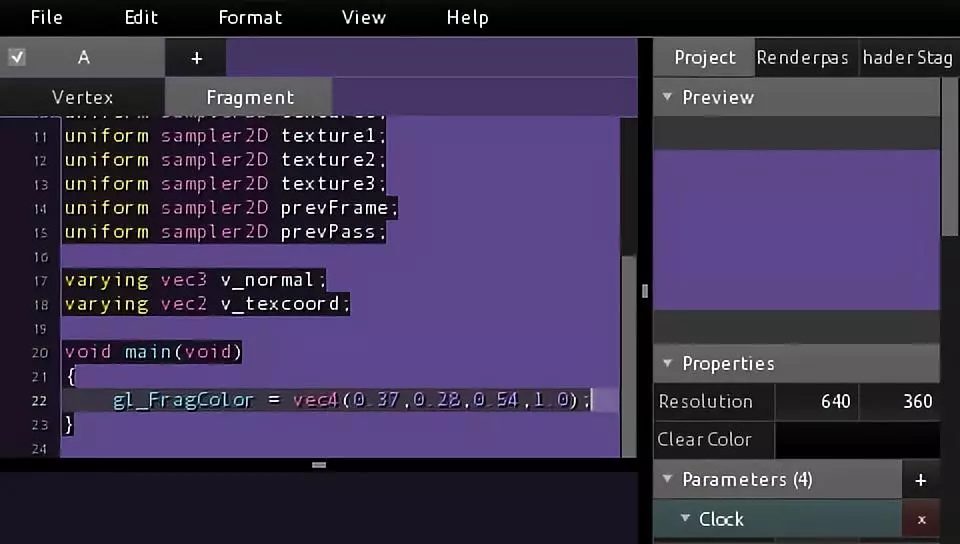 File Edit Format View Help
A +
Vertex Fragment
11 uniform sampler2D texture1;
12 uniform sampler2D texture2;
13 uniform sampler2D texture3;
14 uniform sampler2D prevFrame;
15 uniform sampler2D prevPass;
16
17 varying vec3 v_normal;
18 varying vec2 v_texcoord;
19
20 void main(void)
21 {
22 gl_FragColor = vec4(0.37,0.28,0.54,1.0);
23 }
24
Project Renderpas hader Stag
Preview
Properties
Resolution 640 360
Clear Color
Parameters (4) +
Clock x